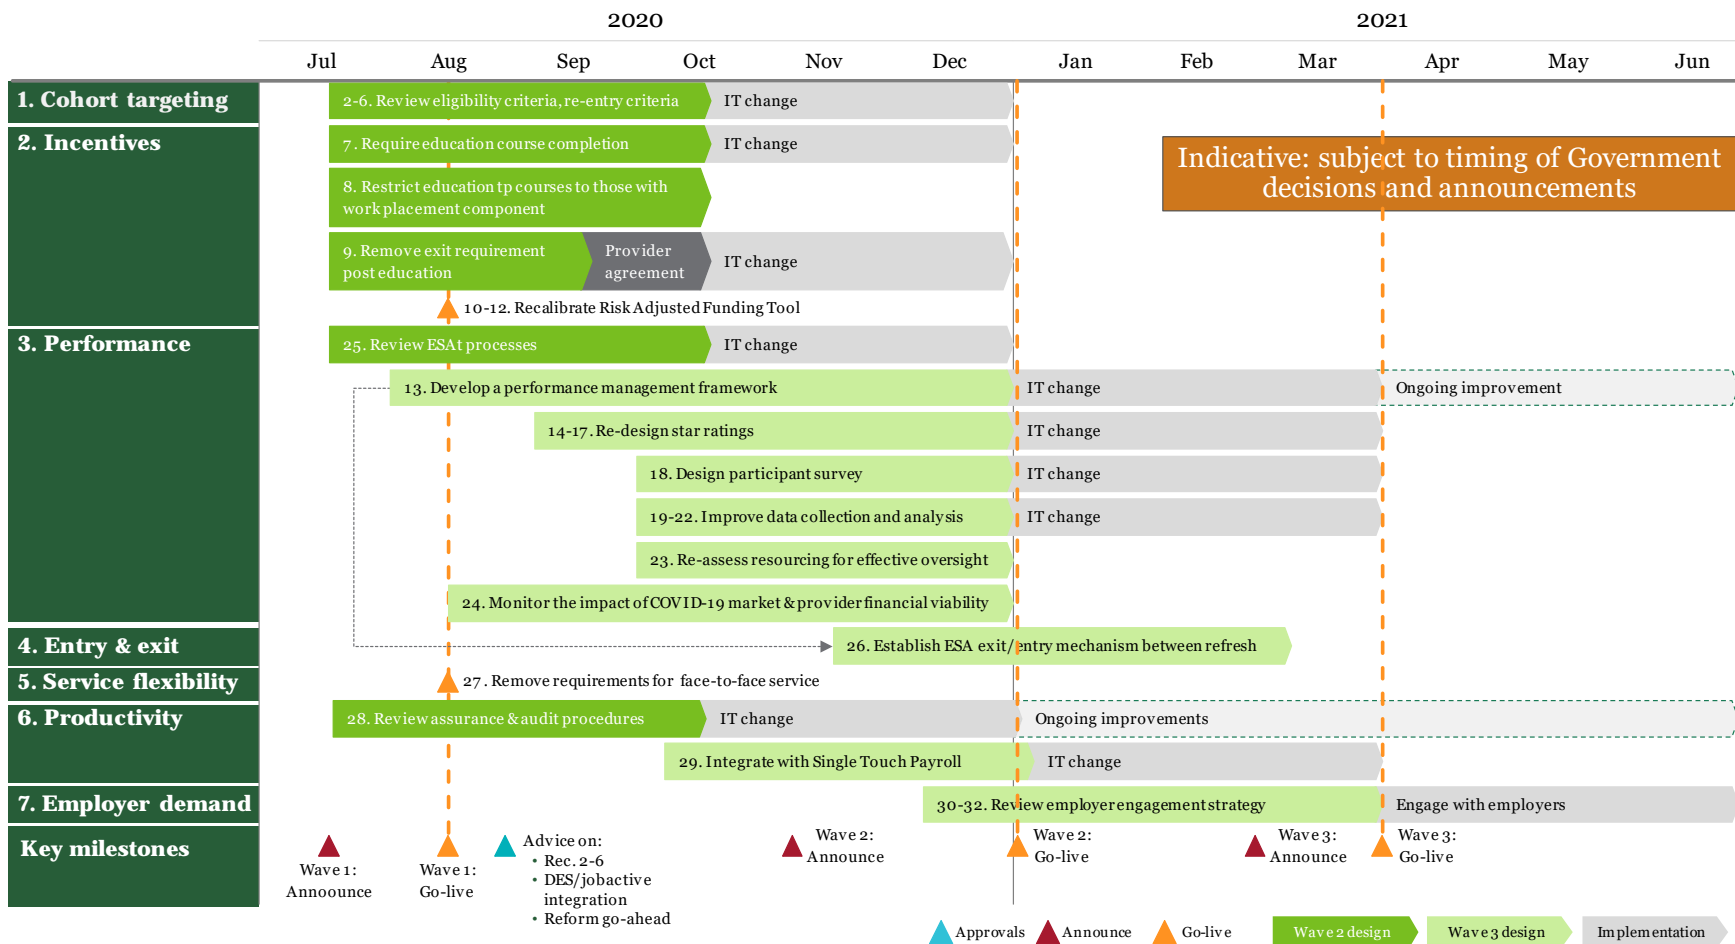 2020
2021
Jul
Aug
Sep
Oct
Nov
Dec
Jan
Feb
Mar
Apr
May
Jun
1. Cohort targeting
2-6. Review eligibility criteria, re-entry criteria
IT change
2. Incentives
7. Require education course completion
IT change
Indicative: subject to timing of Government
decisions and announcements
8. Restrict education tp courses to those with
work placement component
9. Remove exit requirement
post education
Provider
agreement
IT change
10-12. Recalibrate Risk Adjusted Funding Tool
3. Performance
25. Review ESAt processes
IT change
13. Develop a performance management framework
IT change
Ongoing improvement
14-17. Re-design star ratings
IT change
18. Design participant survey
IT change
19-22. Improve data collection and analysis
IT change
23. Re-assess resourcing for effective oversight
24. Monitor the impact of COVID-19 market & provider financial viability
4. Entry & exit
26. Establish ESA exit/entry mechanism between refresh
5. Service flexibility
27. Remove requirements for face-to-face service
6. Productivity
28. Review assurance & audit procedures
IT change
Ongoing improvements
29. Integrate with Single Touch Payroll
IT change
7. Employer demand
30-32. Review employer engagement strategy
Engage with employers
Key milestones
Wave 1:
Annoounce
Wave 1:
Go-live
Advice on:
• Rec. 2-6
• DES/jobactive
integration
• Reform go-ahead
Wave 2:
Announce
Wave 2:
Go-live
Wave 3:
Announce
Wave 3:
Go-live
Approvals
Announce
Go-live
Wave 2 design
Wave 3 design
Implementation